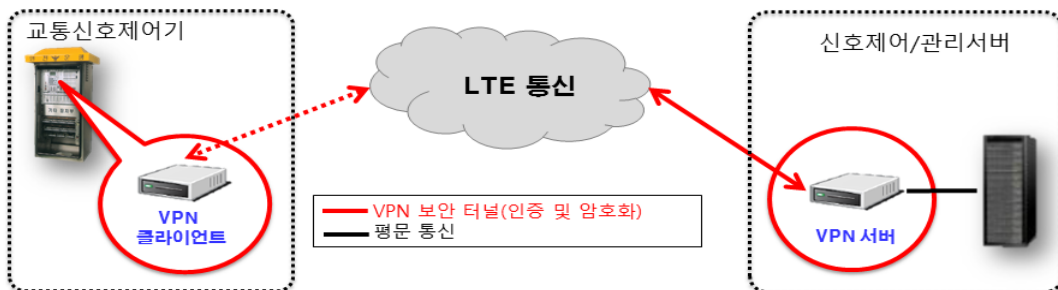 교통신호제어기
신호제어/관리서버
LTE 통신
VPN
클라이언트
VPN 보안 터널(인증 및 암호화)
평문 통신
VPN 서버